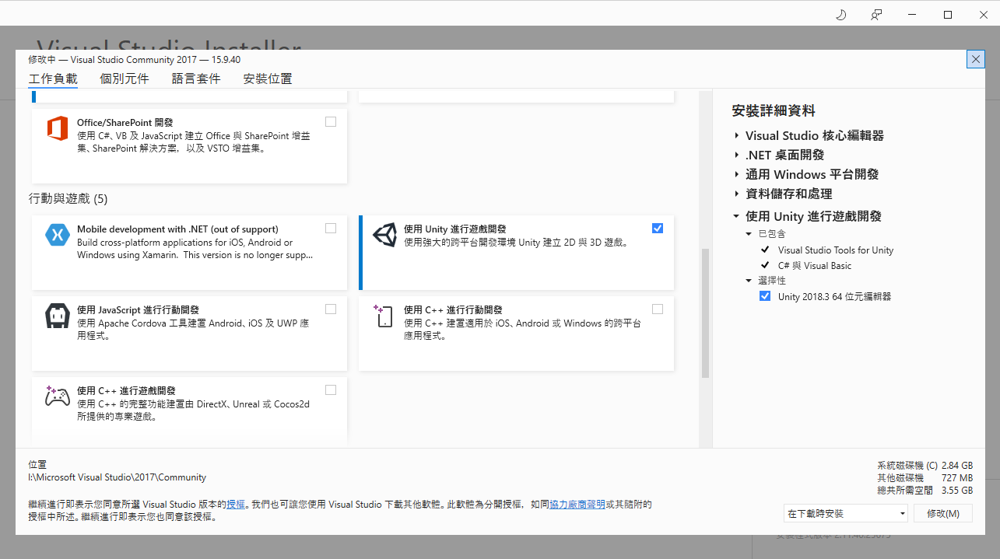 Visual Studio Installer
修改中 — Visual Studio Community 2017 — 15.9.40
工作負載 個別元件 語言套件 安裝位置
Office/SharePoint 開發
使用 C#、VB 及 JavaScript 建立 Office 與 SharePoint 增益
集、SharePoint 解決方案，以及 VSTO 增益集。
行動與遊戲 (5)
Mobile development with .NET (out of support)
Build cross-platform applications for iOS, Android or
Windows using Xamarin. This version is no longer supp...
使用 Unity 進行遊戲開發
使用強大的跨平台開發環境 Unity 建立 2D 與 3D 遊戲。
使用 JavaScript 進行行動開發
使用 Apache Cordova 工具建置 Android、iOS 及 UWP 應
用程式。
使用 C++ 進行行動開發
使用 C++ 建置適用於 iOS、Android 或 Windows 的跨平台
應用程式。
使用 C++ 進行遊戲開發
使用 C++ 的完整功能建置由 DirectX、Unreal 或 Cocos2d
所提供的專業遊戲。
安裝詳細資料
Visual Studio 核心編輯器
.NET 桌面開發
通用 Windows 平台開發
資料儲存和處理
使用 Unity 進行遊戲開發
已包含
Visual Studio Tools for Unity
C# 與 Visual Basic
選擇性
Unity 2018.3 64 位元編輯器
位置
I:\Microsoft Visual Studio\2017\Community
繼續進行即表示您同意所選 Visual Studio 版本的授權。我們也可讓您使用 Visual Studio 下載其他軟體。此軟體為分開授權，如同協力廠商聲明或其隨附的
授權中所述。繼續進行即表示您也同意該授權。
系統磁碟機 (C) 2.84 GB
其他磁碟機 727 MB
總共所需空間 3.55 GB
在下載時安裝 修改(M)